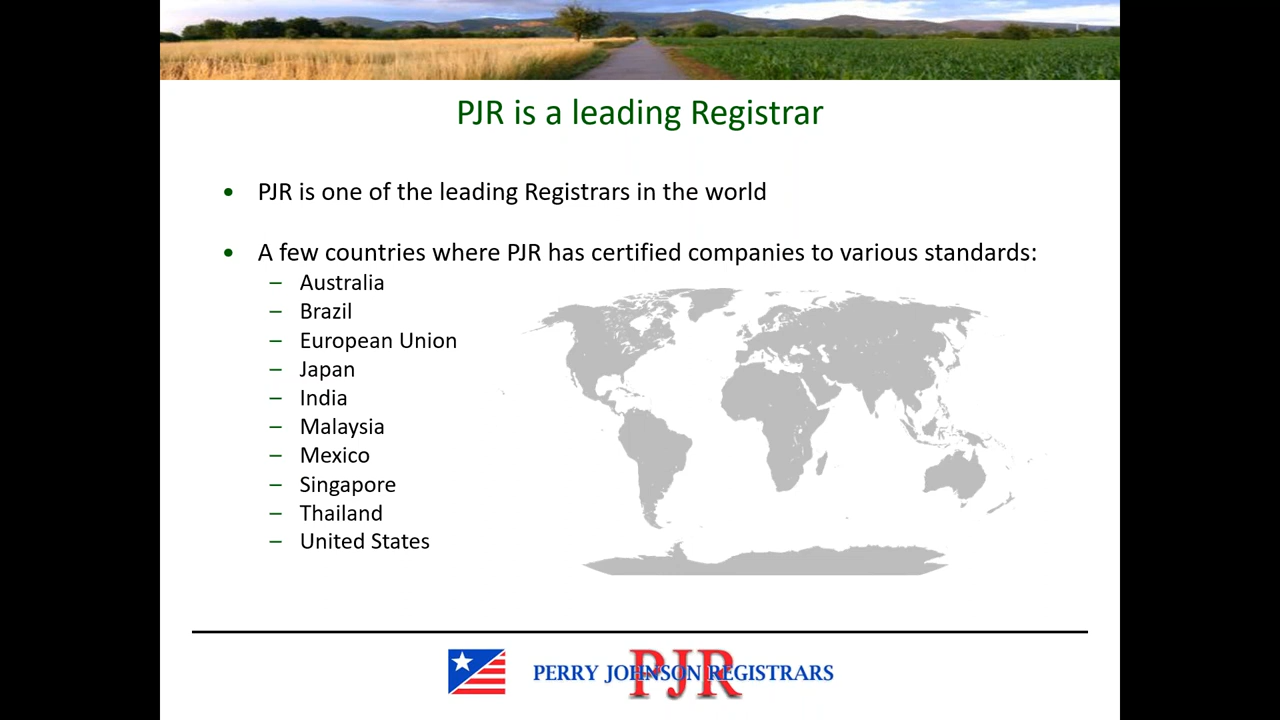 PJR is a leading Registrar
• PJR is one of the leading Registrars in the world
• A few countries where PJR has certified companies to various standards:
– Australia
– Brazil
– European Union
– Japan
– India
– Malaysia
– Mexico
– Singapore
– Thailand
– United States
PJR
PERRY JOHNSON REGISTRARS